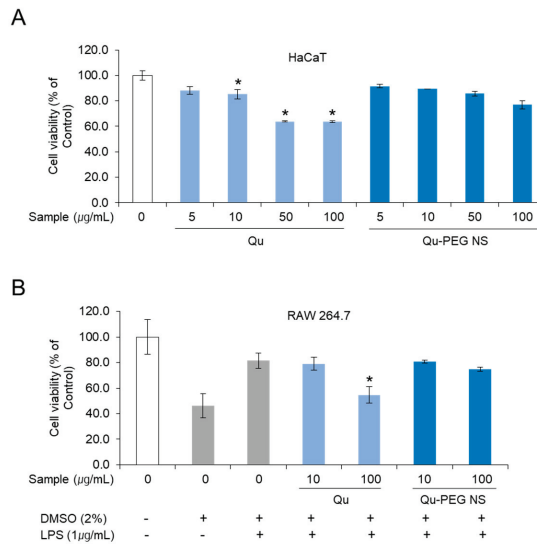 A
HaCaT
Cell viability (% of
Control)
120.0
100.0
80.0
60.0
40.0
20.0
0.0
* * *
Sample (µg/mL) 0 5 10 50 100 5 10 50 100
Qu Qu-PEG NS
B
RAW 264.7
Cell viability (% of
Control)
120.0
100.0
80.0
60.0
40.0
20.0
0.0
*
Sample (µg/mL) 0 0 0 10 100 10 100
Qu Qu-PEG NS
DMSO (2%) - + + + + + +
LPS (1µg/mL) - - + + + + +